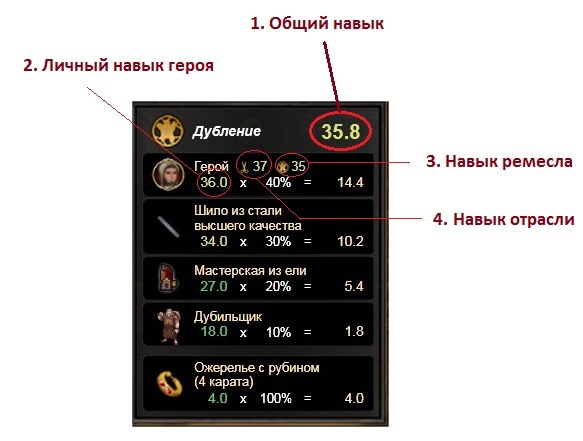 1. Общий навык
2. Личный навык героя
Дубление 35.8
Герой 37 35
36.0 x 40% = 14.4
3. Навык ремесла
4. Навык отрасли
Шило из стали
высшего качества
34.0 x 30% = 10.2
Мастерская из ели
27.0 x 20% = 5.4
Дубильщик
18.0 x 10% = 1.8
Ожерелье с рубином
(4 карата)
4.0 x 100% = 4.0